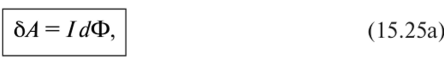 δA = I dΦ, (15.25a)